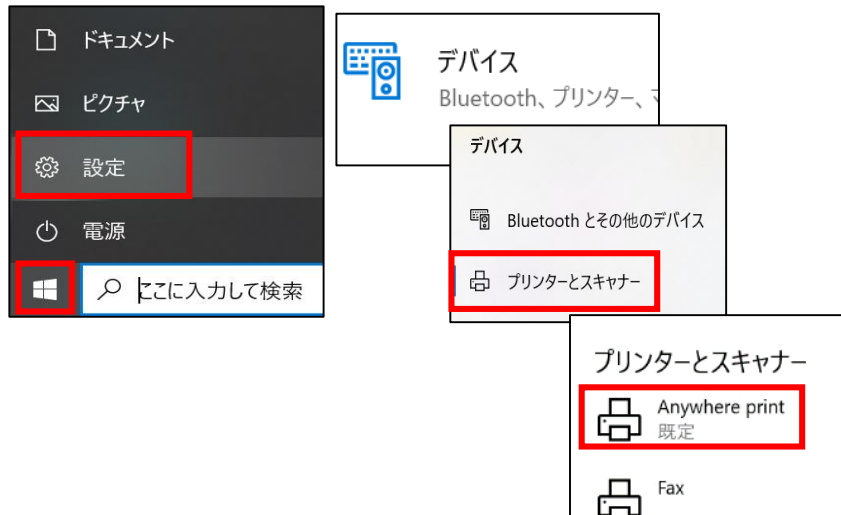 ドキュメント
ピクチャ
設定
電源
ここに入力して検索
デバイス
Bluetooth、プリンター、
デバイス
Bluetooth とその他のデバイス
プリンターとスキャナー
プリンターとスキャナー
Anywhere print
既定
Fax